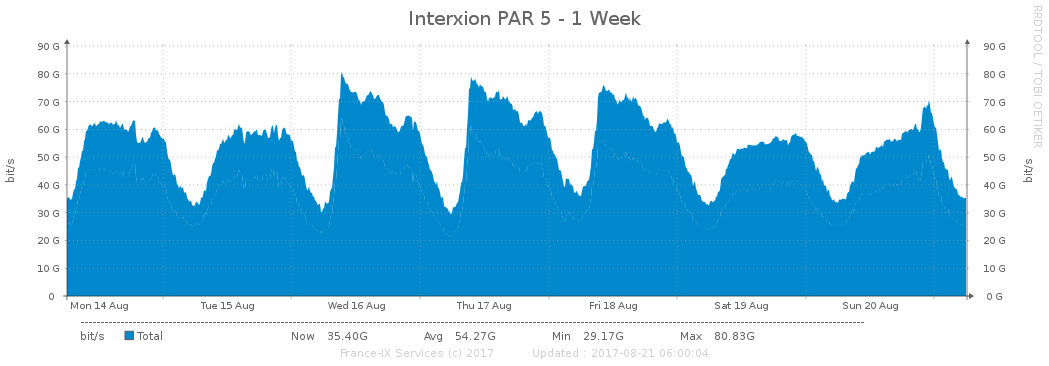 Interxion PAR 5 - 1 Week
RRDTOOL / TOBI OETIKER
90 G 90 G
80 G 80 G
70 G 70 G
60 G 60 G
50 G 50 G
40 G 40 G
30 G 30 G
20 G 20 G
10 G 10 G
0 0 G
bit/s bit/s
Mon 14 Aug Tue 15 Aug Wed 16 Aug Thu 17 Aug Fri 18 Aug Sat 19 Aug Sun 20 Aug
bit/s Total Now 35.40G Avg 54.27G Min 29.17G Max 80.83G
France-IX Services (c) 2017 Updated : 2017-08-21 06:00:04